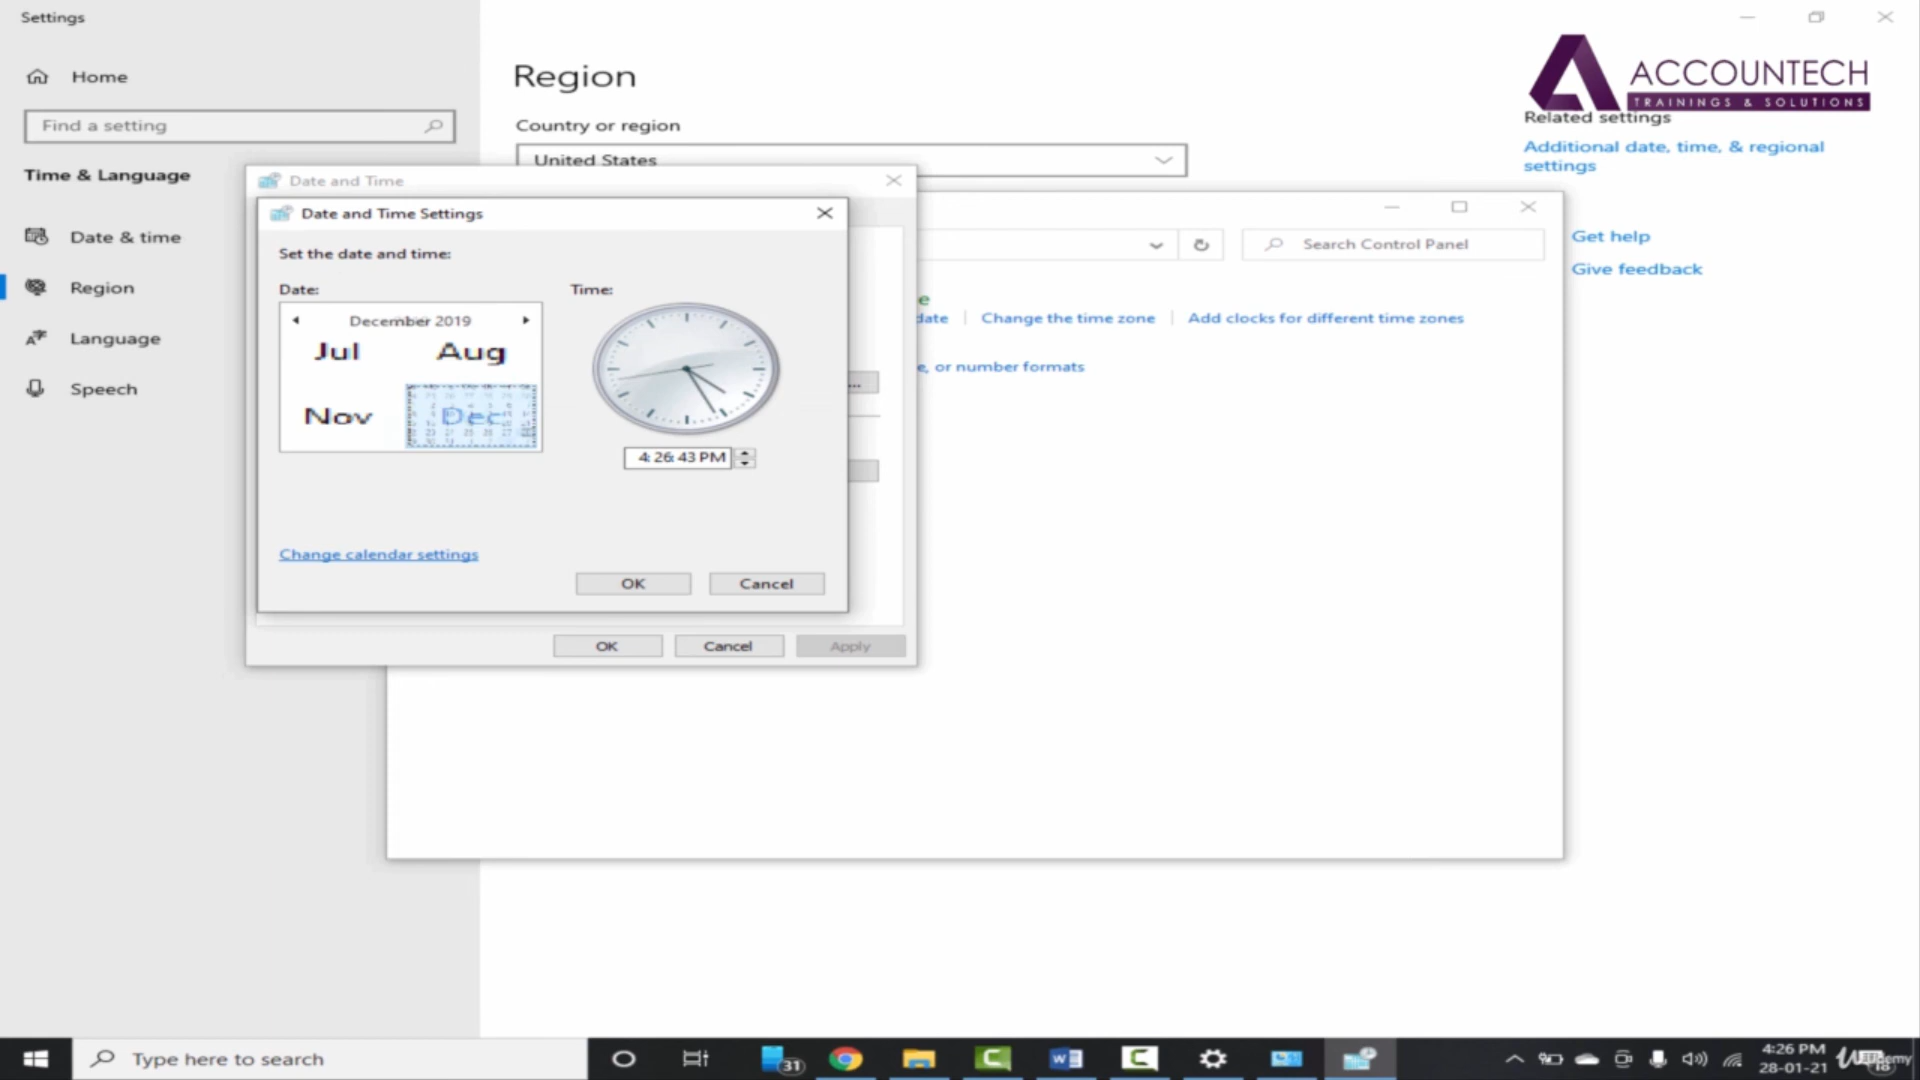 Settings
Home
Find a setting
Time & Language
Date & time
Region
Language
Speech
Region
Country or region
United States
ACCOUNTECH
TRAININGS & SOLUTIONS
Related settings
Additional date, time, & regional
settings
Get help
Give feedback
Date and Time
Date and Time Settings
Set the date and time:
Date:
Time:
December 2019
Jul Aug
Nov Dec
4:26:43 PM
Change calendar settings
OK Cancel
OK Cancel Apply
...
Search Control Panel
e
date Change the time zone Add clocks for different time zones
e, or number formats
Type here to search
31
4:26 PM
28-01-21